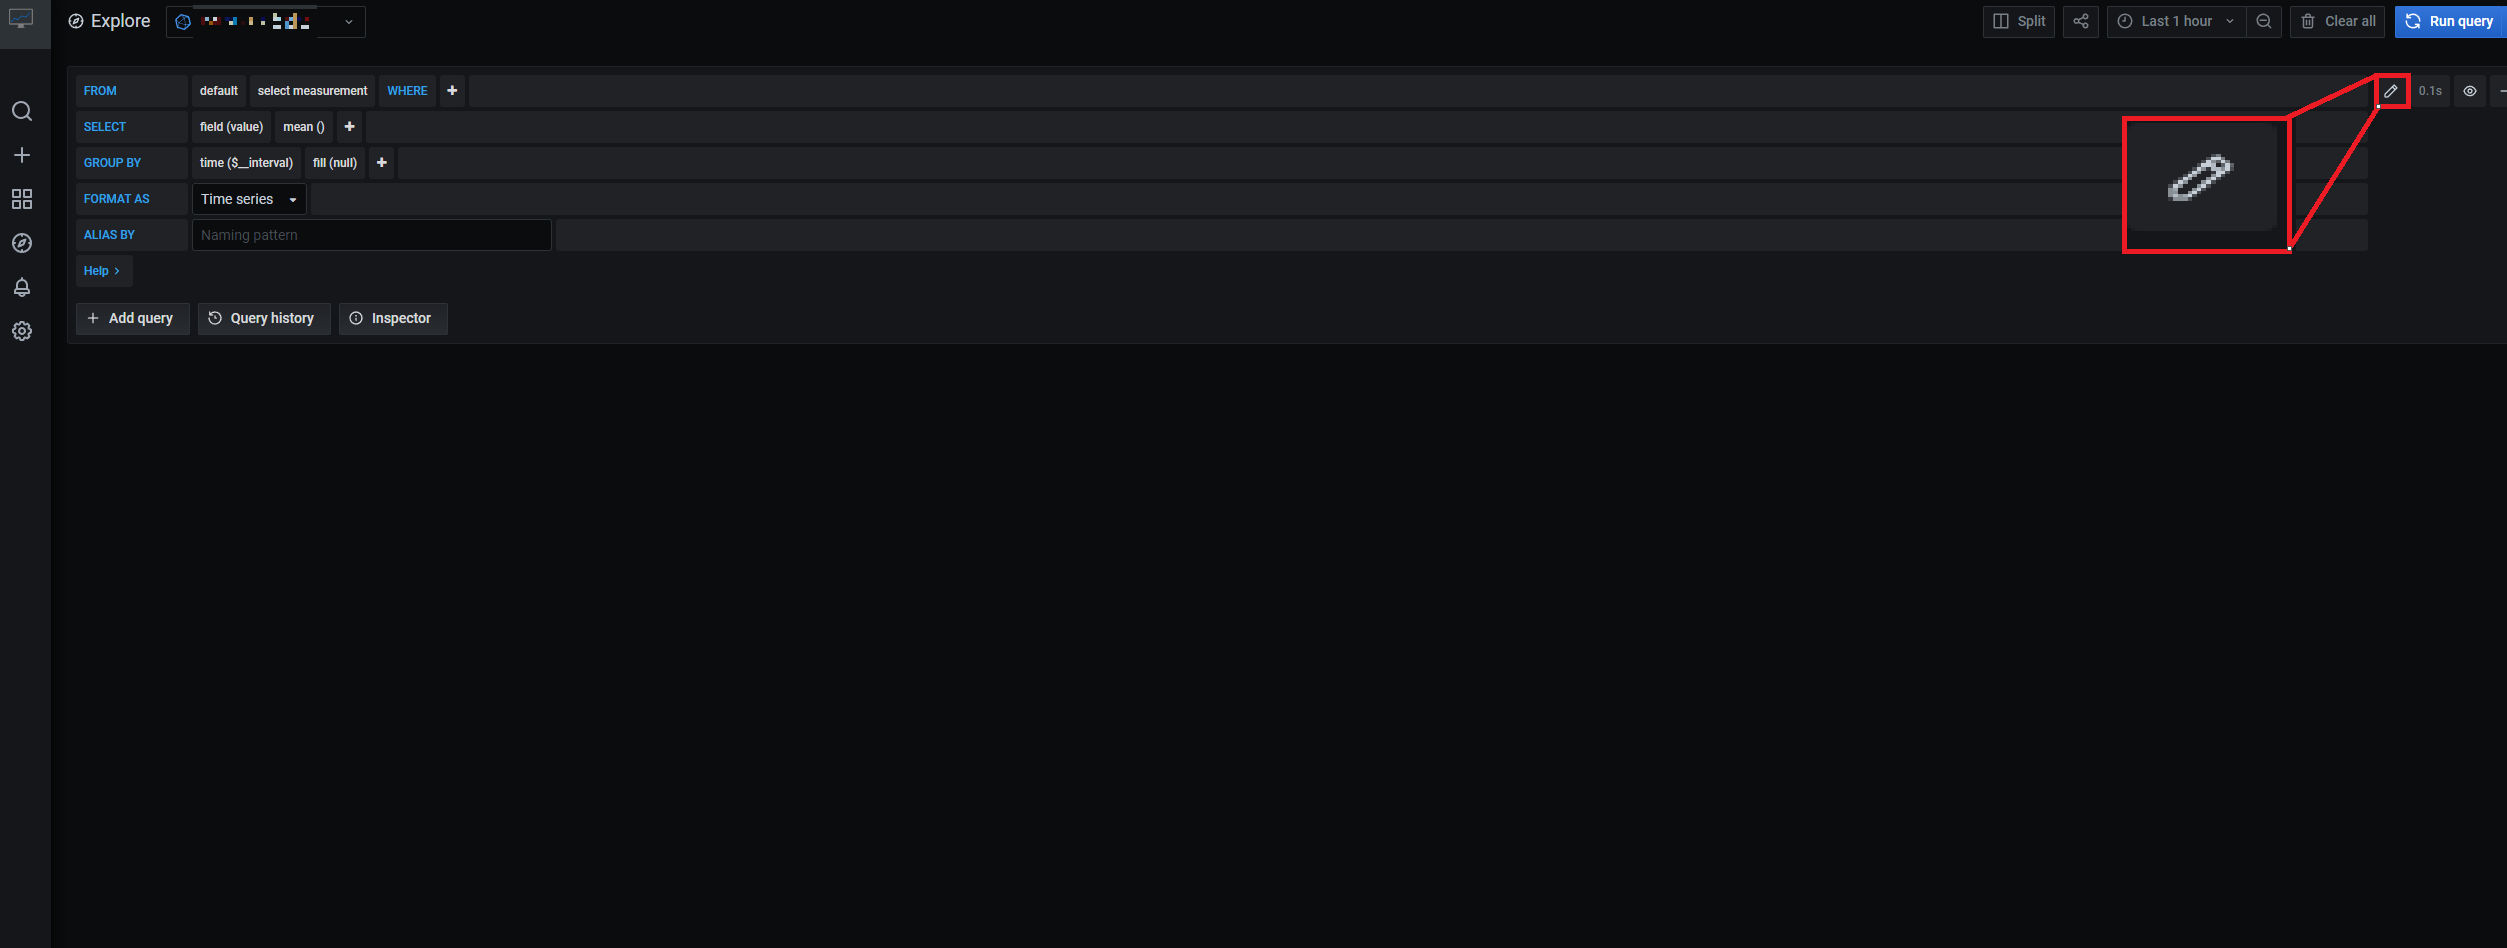 Explore
Split
Last 1 hour
Clear all
Run query
FROM default select measurement WHERE
0.1s
SELECT field (value) mean ()
GROUP BY time ($__interval) fill (null)
FORMAT AS Time series
ALIAS BY Naming pattern
Help
Add query Query history Inspector